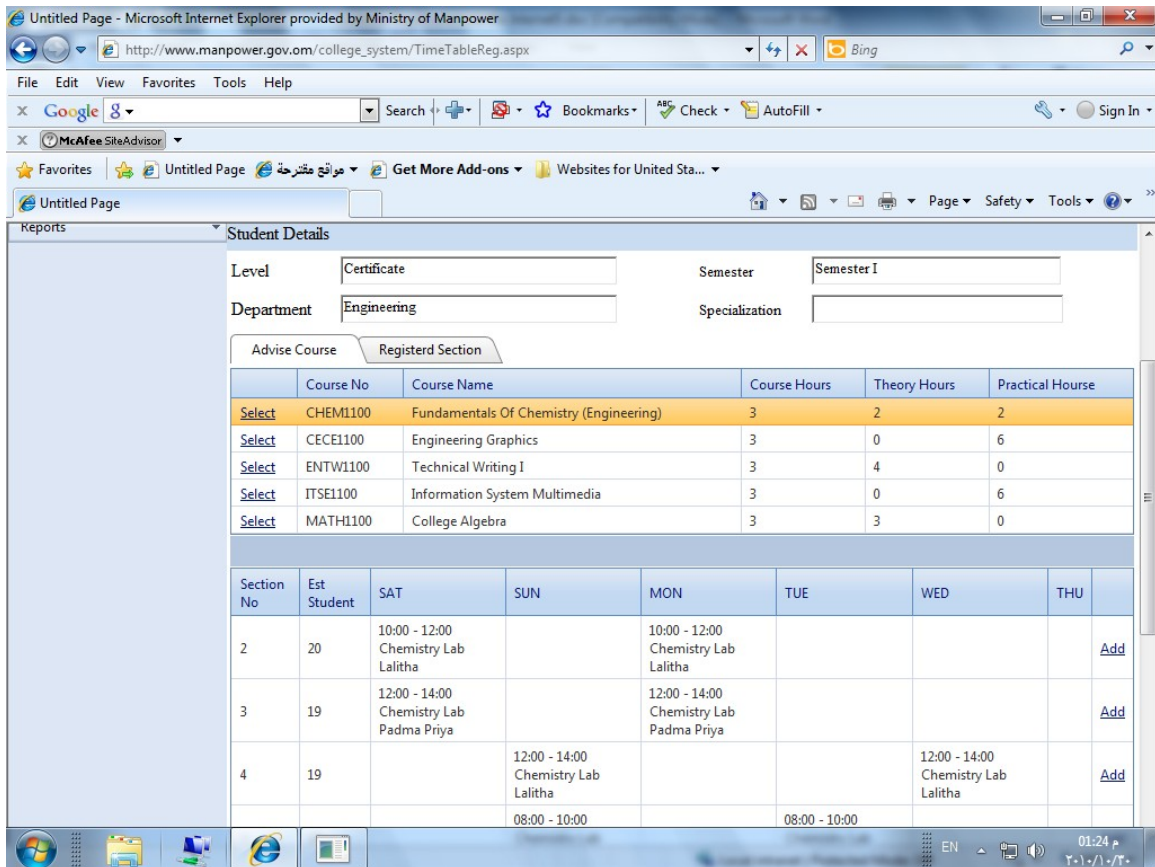 Untitled Page - Microsoft Internet Explorer provided by Ministry of Manpower
http://www.manpower.gov.om/college_system/TimeTableReg.aspx
Bing
File Edit View Favorites Tools Help
x Google Search Bookmarks Check AutoFill Sign In
x McAfee SiteAdvisor
Favorites Untitled Page مواقع مقترحة Get More Add-ons Websites for United Sta...
Untitled Page Page Safety Tools
Reports
Student Details
Level Certificate Semester Semester I
Department Engineering Specialization
Advise Course Registerd Section
Course No Course Name Course Hours Theory Hours Practical Hourse
Select CHEM1100 Fundamentals Of Chemistry (Engineering) 3 2 2
Select CECE1100 Engineering Graphics 3 0 6
Select ENTW1100 Technical Writing I 3 4 0
Select ITSE1100 Information System Multimedia 3 0 6
Select MATH1100 College Algebra 3 3 0
Section No Est Student SAT SUN MON TUE WED THU
10:00 - 12:00 10:00 - 12:00
2 20 Chemistry Lab Chemistry Lab Add
Lalitha Lalitha
12:00 - 14:00 12:00 - 14:00
3 19 Chemistry Lab Chemistry Lab Add
Padma Priya Padma Priya
12:00 - 14:00 12:00 - 14:00
4 19 Chemistry Lab Chemistry Lab Add
Lalitha Lalitha
08:00 - 10:00 08:00 - 10:00
EN 01:24 م
٢٠١٠/١٠/٢٠